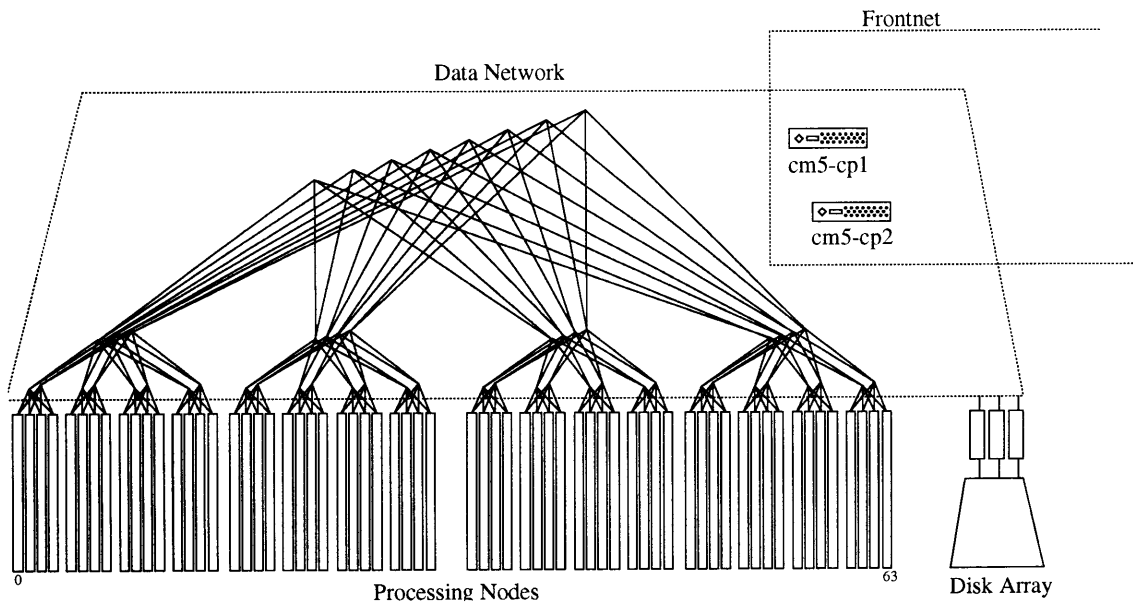 Frontnet
Data Network
cm5-cp1
cm5-cp2
0
63
Processing Nodes
Disk Array